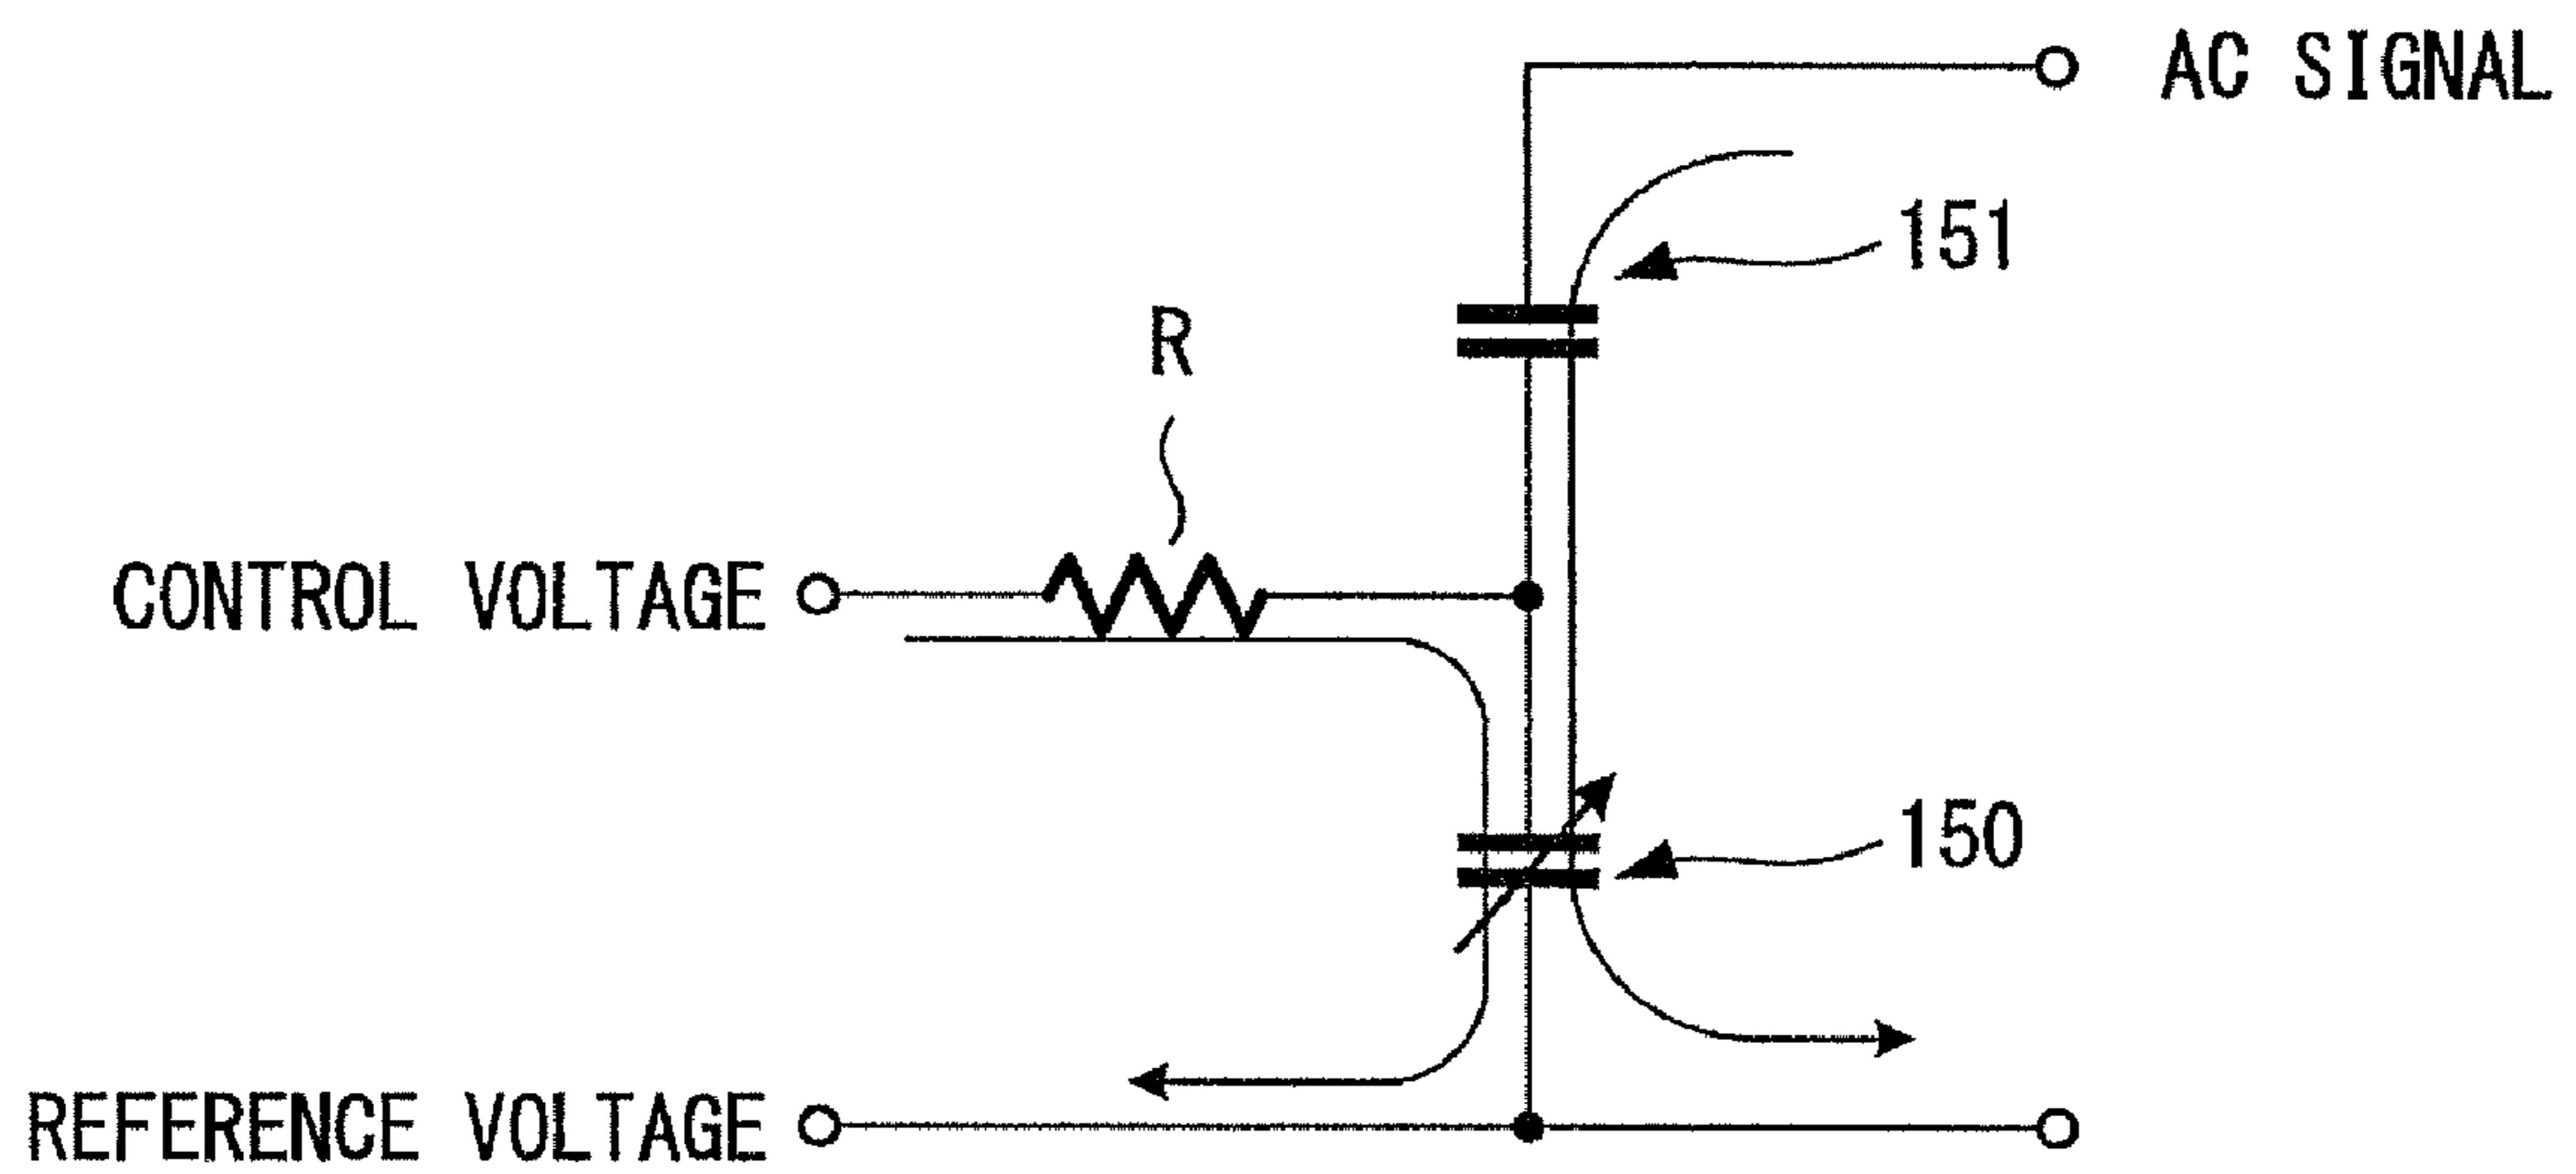 AC SIGNAL
151
R
CONTROL VOLTAGE
150
REFERENCE VOLTAGE